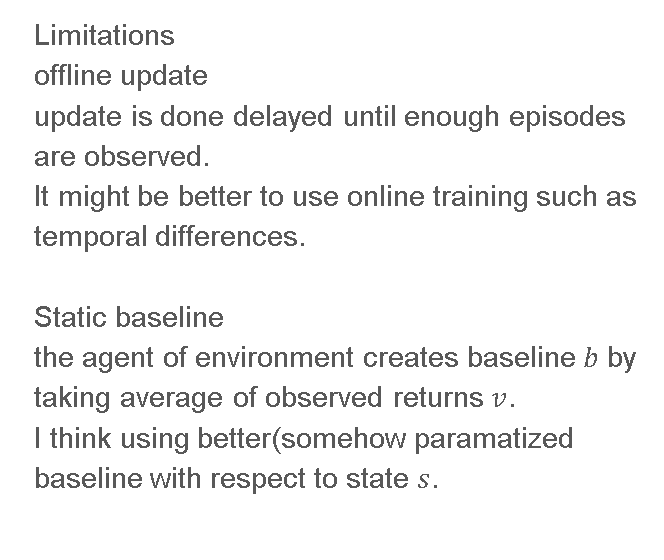 Limitations
offline update
update is done delayed until enough episodes
are observed.
It might be better to use online training such as
temporal differences.
Static baseline
the agent of environment creates baseline b by
taking average of observed returns v.
I think using better(somehow paramatized
baseline with respect to state s.